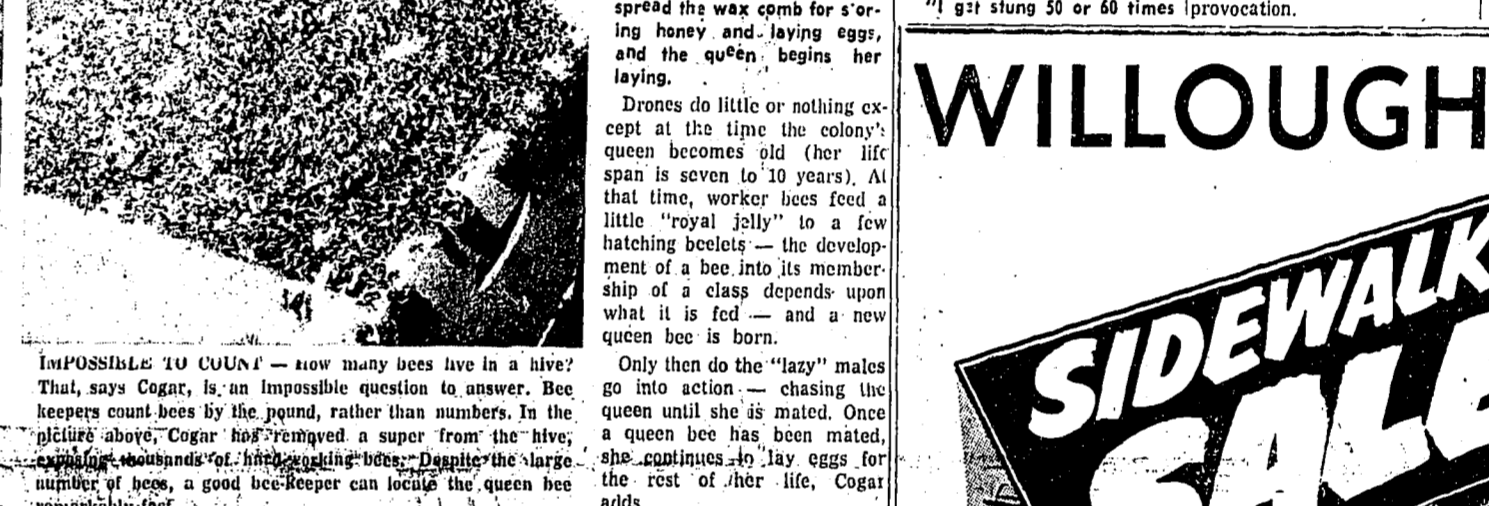 IMPOSSIBLE TO COUNT — How many bees live in a hive?
That, says Cogar, is an impossible question to answer. Bee
keepers count bees by the pound, rather than numbers. In the
picture above, Cogar has removed a super from the hive,
exposing thousands of hard-working bees. Despite the large
number of bees, a good bee-keeper can locate the queen bee
remarkably fast.
spread the wax comb for stor-
ing honey and laying eggs,
and the queen begins her
laying.
Drones do little or nothing ex-
cept at the time the colony's
queen becomes old (her life
span is seven to 10 years). At
that time, worker bees feed a
little "royal jelly" to a few
hatching beelets — the develop-
ment of a bee into its member-
ship of a class depends upon
what it is fed — and a new
queen bee is born.
Only then do the "lazy" males
go into action — chasing the
queen until she is mated. Once
a queen bee has been mated,
she continues to lay eggs for
the rest of her life, Cogar
adds.
"I get stung 50 or 60 times
provocation.
WILLOUGH
SIDEWALK
SALE